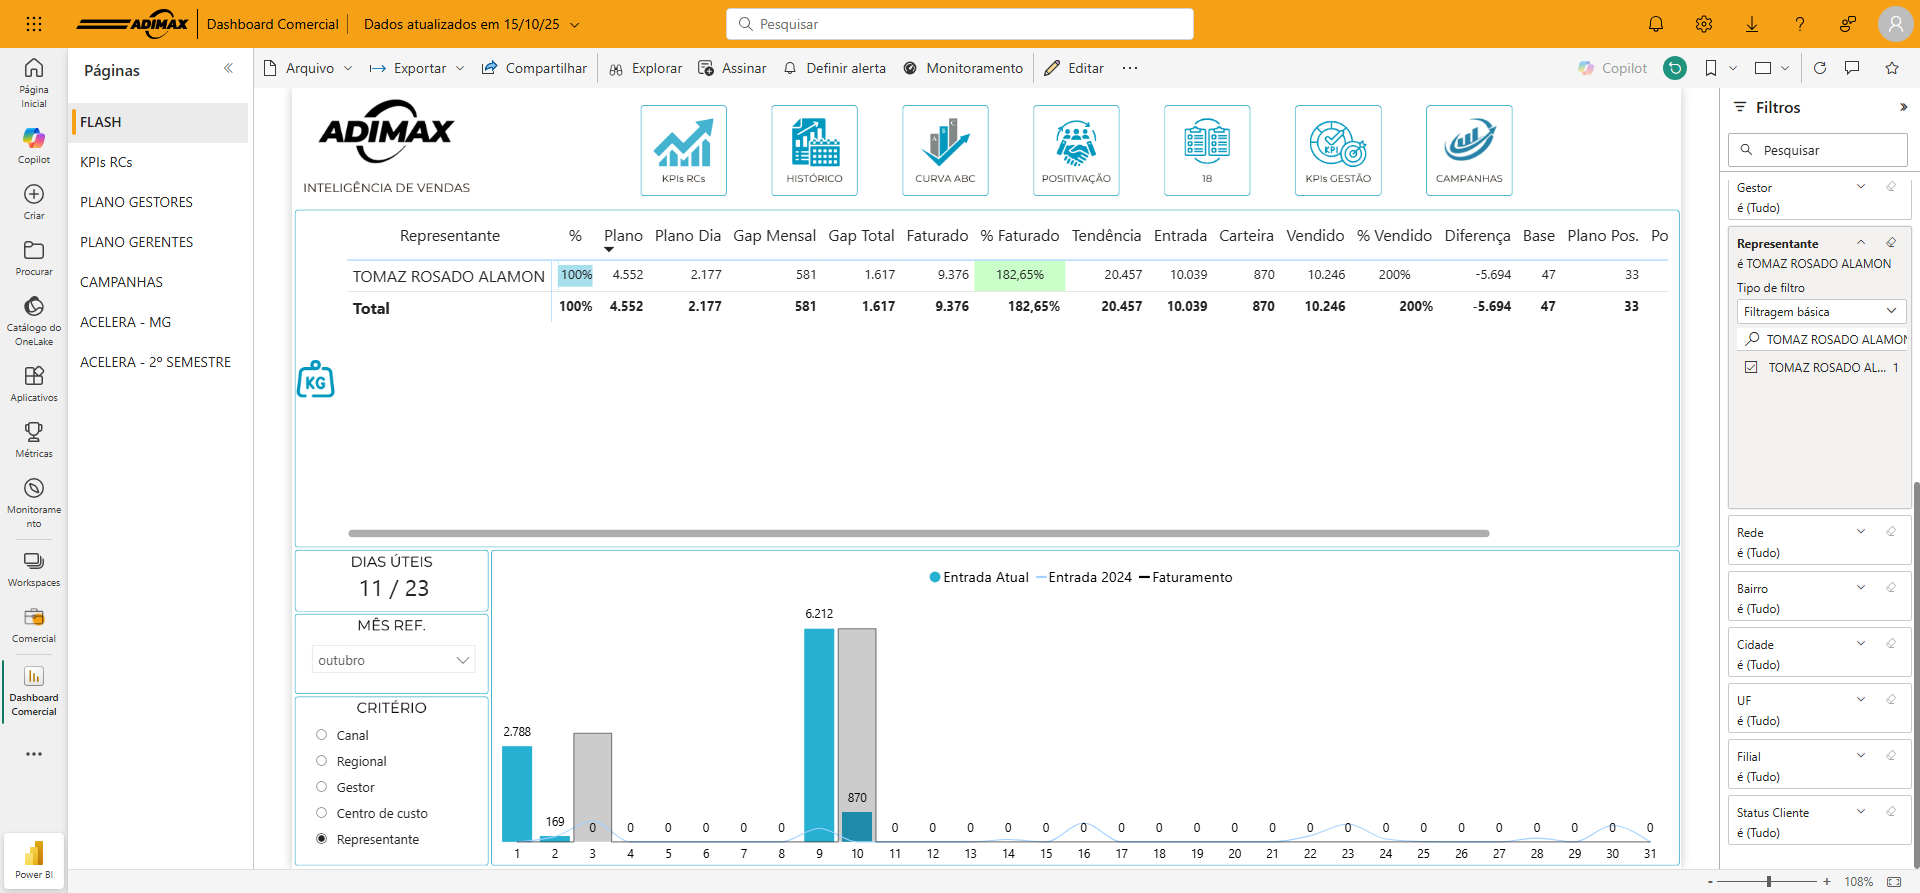 ADIMAX
Dashboard Comercial
Dados atualizados em 15/10/25
Pesquisar
Página Inicial
Copilot
Criar
Procurar
Catálogo do OneLake
Aplicativos
Métricas
Monitoramento
Workspaces
Comercial
Dashboard Comercial
Power BI
Páginas
FLASH
KPIs RCs
PLANO GESTORES
PLANO GERENTES
CAMPANHAS
ACELERA - MG
ACELERA - 2º SEMESTRE
Arquivo Exportar Compartilhar Explorar Assinar Definir alerta Monitoramento Editar Copilot
ADIMAX
INTELIGÊNCIA DE VENDAS
KPIs RCs
HISTÓRICO
A B C
CURVA ABC
POSITIVAÇÃO
18
KPI
KPIs GESTÃO
CAMPANHAS
Representante % Plano Plano Dia Gap Mensal Gap Total Faturado % Faturado Tendência Entrada Carteira Vendido % Vendido Diferença Base Plano Pos. Po
TOMAZ ROSADO ALAMON 100% 4.552 2.177 581 1.617 9.376 182,65% 20.457 10.039 870 10.246 200% -5.694 47 33
Total 100% 4.552 2.177 581 1.617 9.376 182,65% 20.457 10.039 870 10.246 200% -5.694 47 33
KG
DIAS ÚTEIS
11 / 23
MÊS REF.
outubro
CRITÉRIO
Canal
Regional
Gestor
Centro de custo
Representante
Entrada Atual Entrada 2024 Faturamento
2.788 169 0 0 0 0 0 0 6.212 870 0 0 0 0 0 0 0 0 0 0 0 0 0 0 0 0 0 0 0 0 0
1 2 3 4 5 6 7 8 9 10 11 12 13 14 15 16 17 18 19 20 21 22 23 24 25 26 27 28 29 30 31
Filtros
Pesquisar
Gestor
é (Tudo)
Representante
é TOMAZ ROSADO ALAMON
Tipo de filtro
Filtragem básica
TOMAZ ROSADO ALAMON
TOMAZ ROSADO AL... 1
Rede
é (Tudo)
Bairro
é (Tudo)
Cidade
é (Tudo)
UF
é (Tudo)
Filial
é (Tudo)
Status Cliente
é (Tudo)
- + 108%